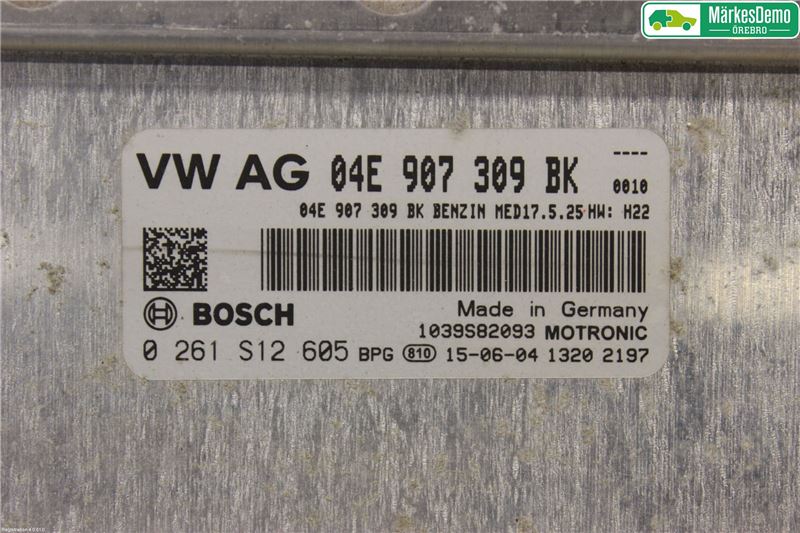 MärkesDemo
ÖREBRO
VW AG 04E 907 309 BK ----
0010
04E 907 309 BK BENZIN MED17.5.25 HW: H22
BOSCH
Made in Germany
1039S82093 MOTRONIC
0 261 S12 605 BPG 810 15-06-04 1320 2197